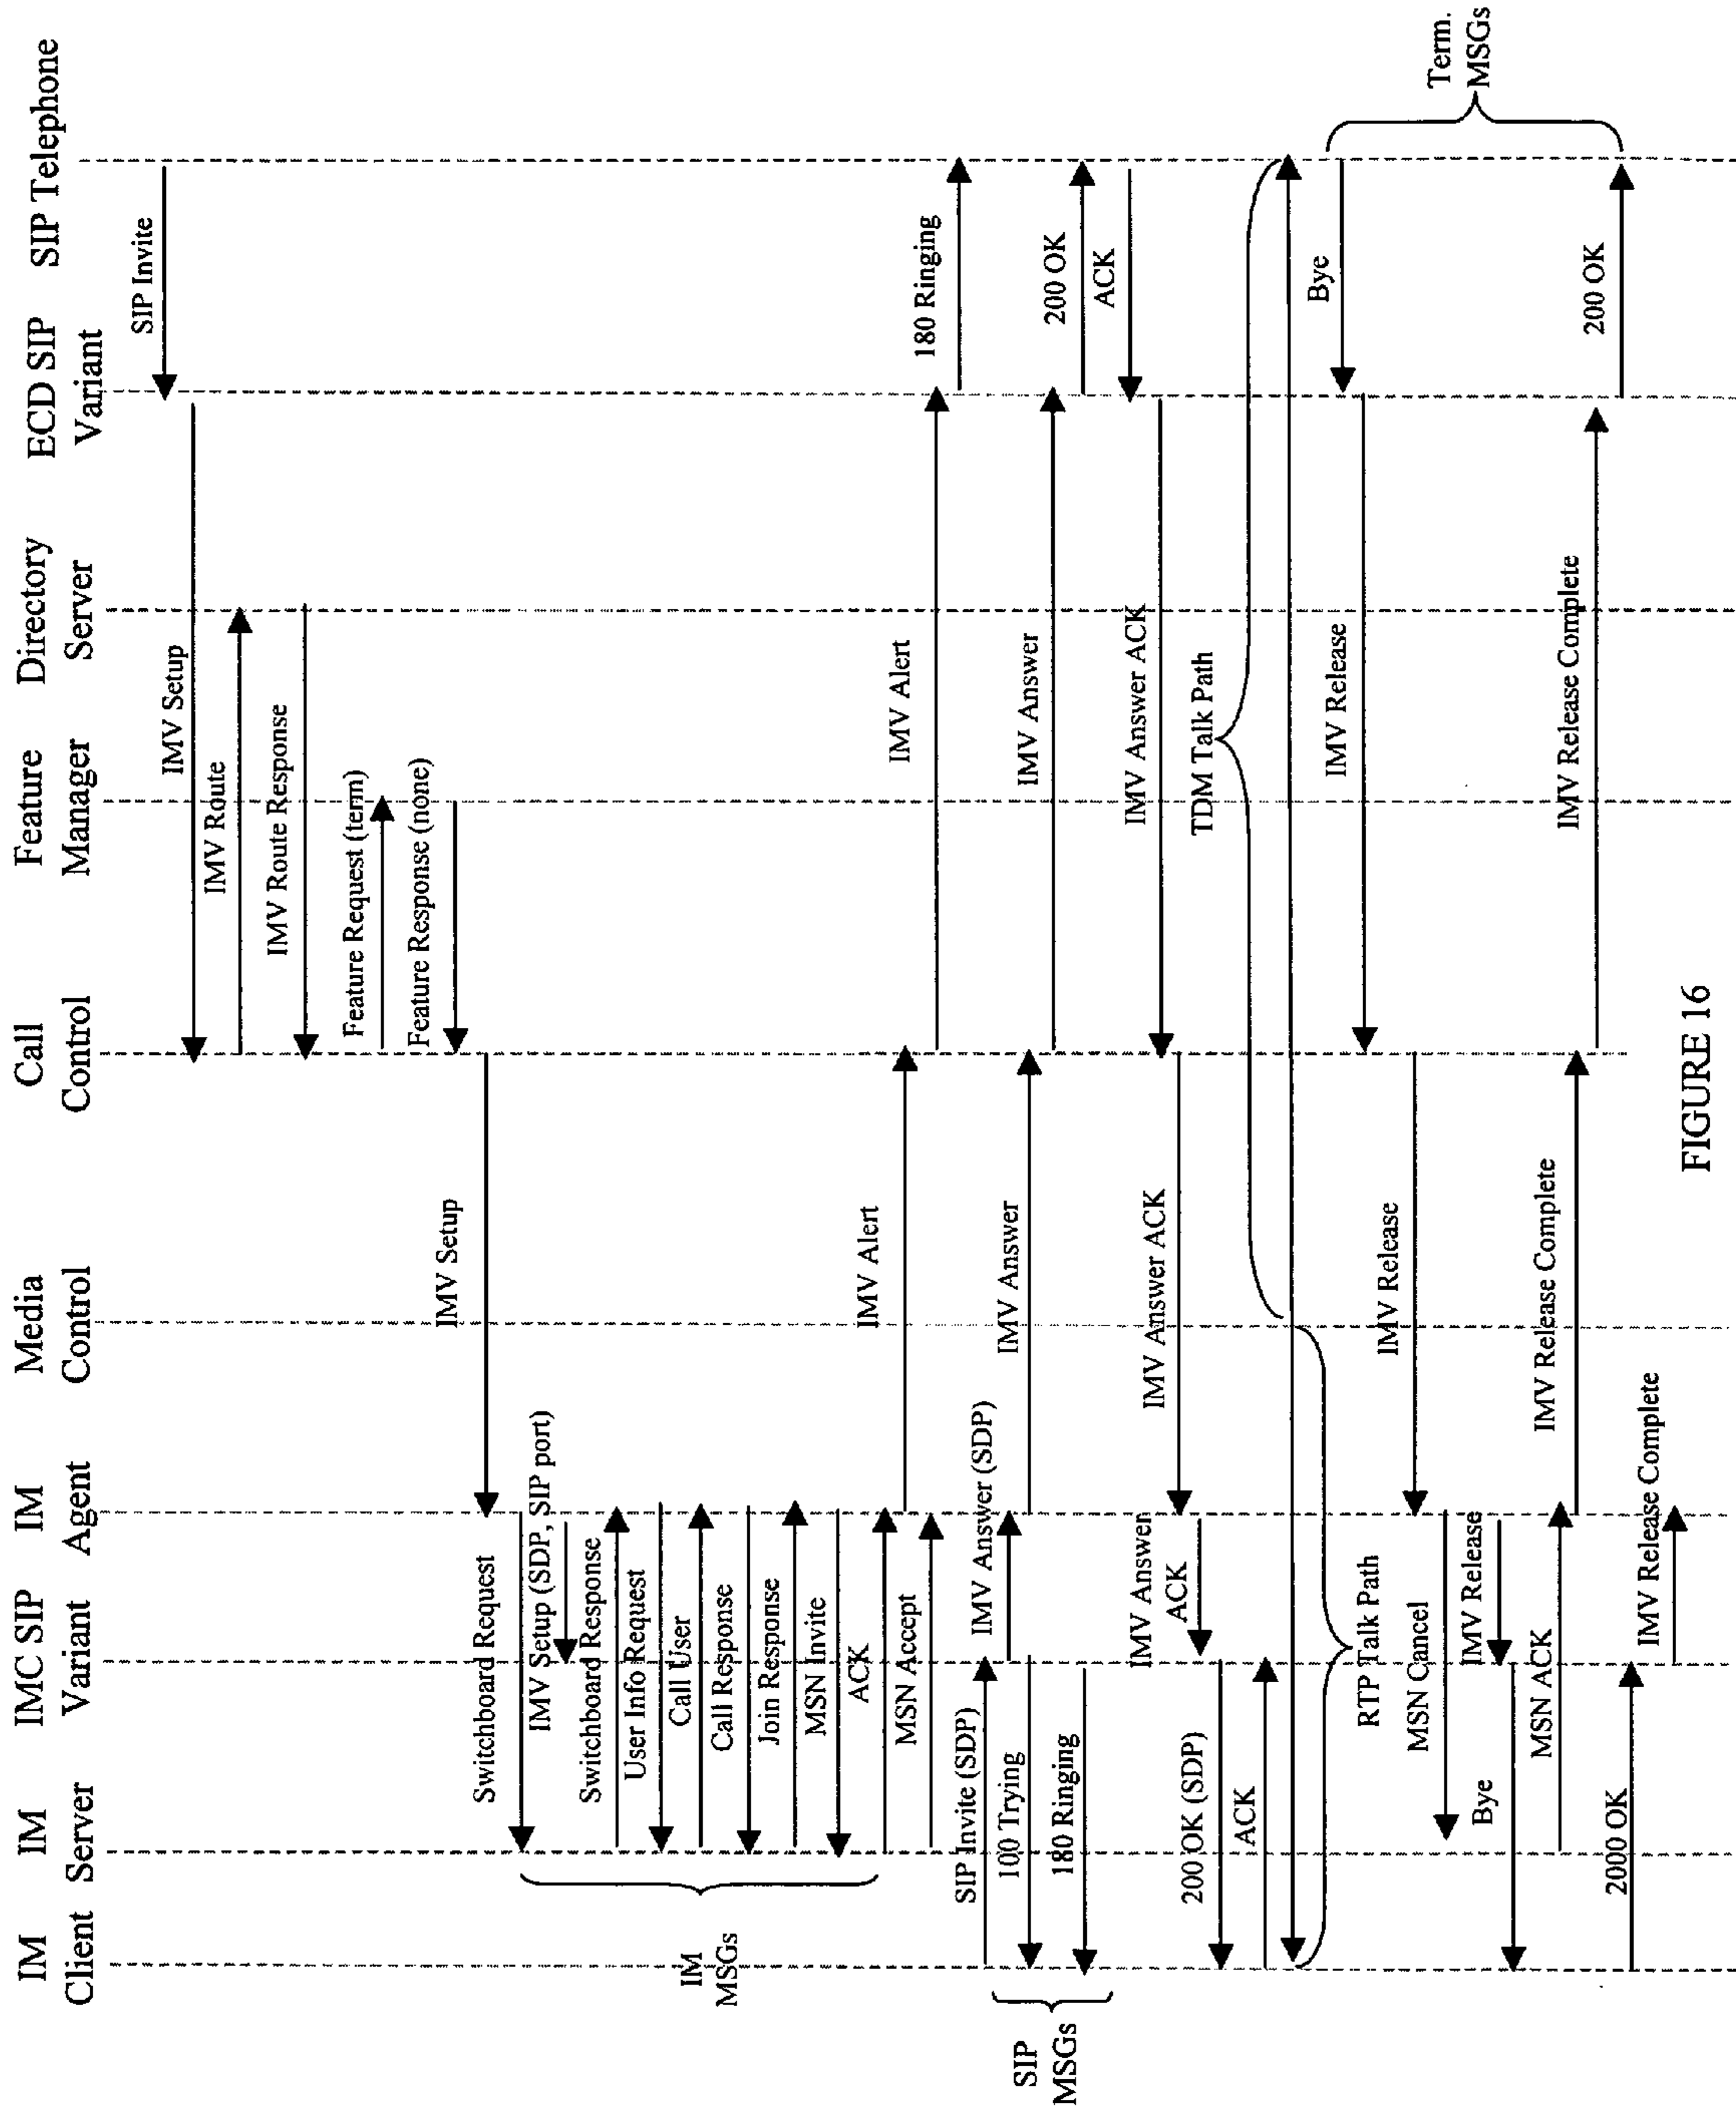 IM
Client
IM
Server
IMC SIP
Variant
IM
Agent
Media
Control
Call
Control
Feature
Manager
Directory
Server
ECD SIP
Variant
SIP Telephone
SIP Invite
IMV Setup
IMV Route
IMV Route Response
Feature Request (term)
Feature Response (none)
IMV Setup
Switchboard Request
IMV Setup (SDP, SIP port)
Switchboard Response
User Info Request
Call User
Call Response
Join Response
MSN Invite
ACK
MSN Accept
IM
MSGs
IMV Alert
IMV Alert
180 Ringing
SIP Invite (SDP)
100 Trying
180 Ringing
SIP
MSGs
IMV Answer (SDP)
IMV Answer
IMV Answer
200 OK
ACK
IMV Answer ACK
IMV Answer ACK
IMV Answer
ACK
200 OK (SDP)
ACK
TDM Talk Path
RTP Talk Path
Bye
IMV Release
IMV Release
MSN Cancel
IMV Release
Bye
MSN ACK
IMV Release Complete
IMV Release Complete
200 OK
2000 OK
IMV Release Complete
Term.
MSGs
FIGURE 16